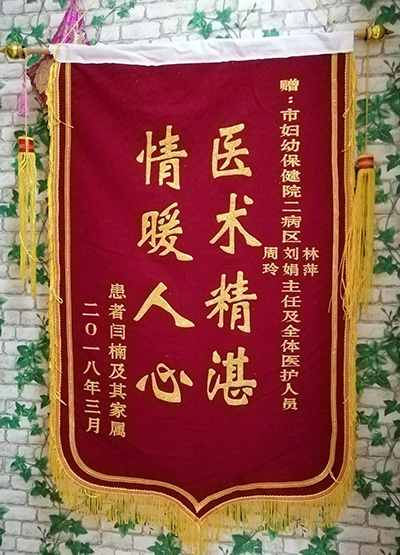 赠：市妇幼保健院二病区刘娟主任及全体医护人员
林萍
周玲
医术精湛
情暖人心
患者闫楠及其家属
二〇一八年三月